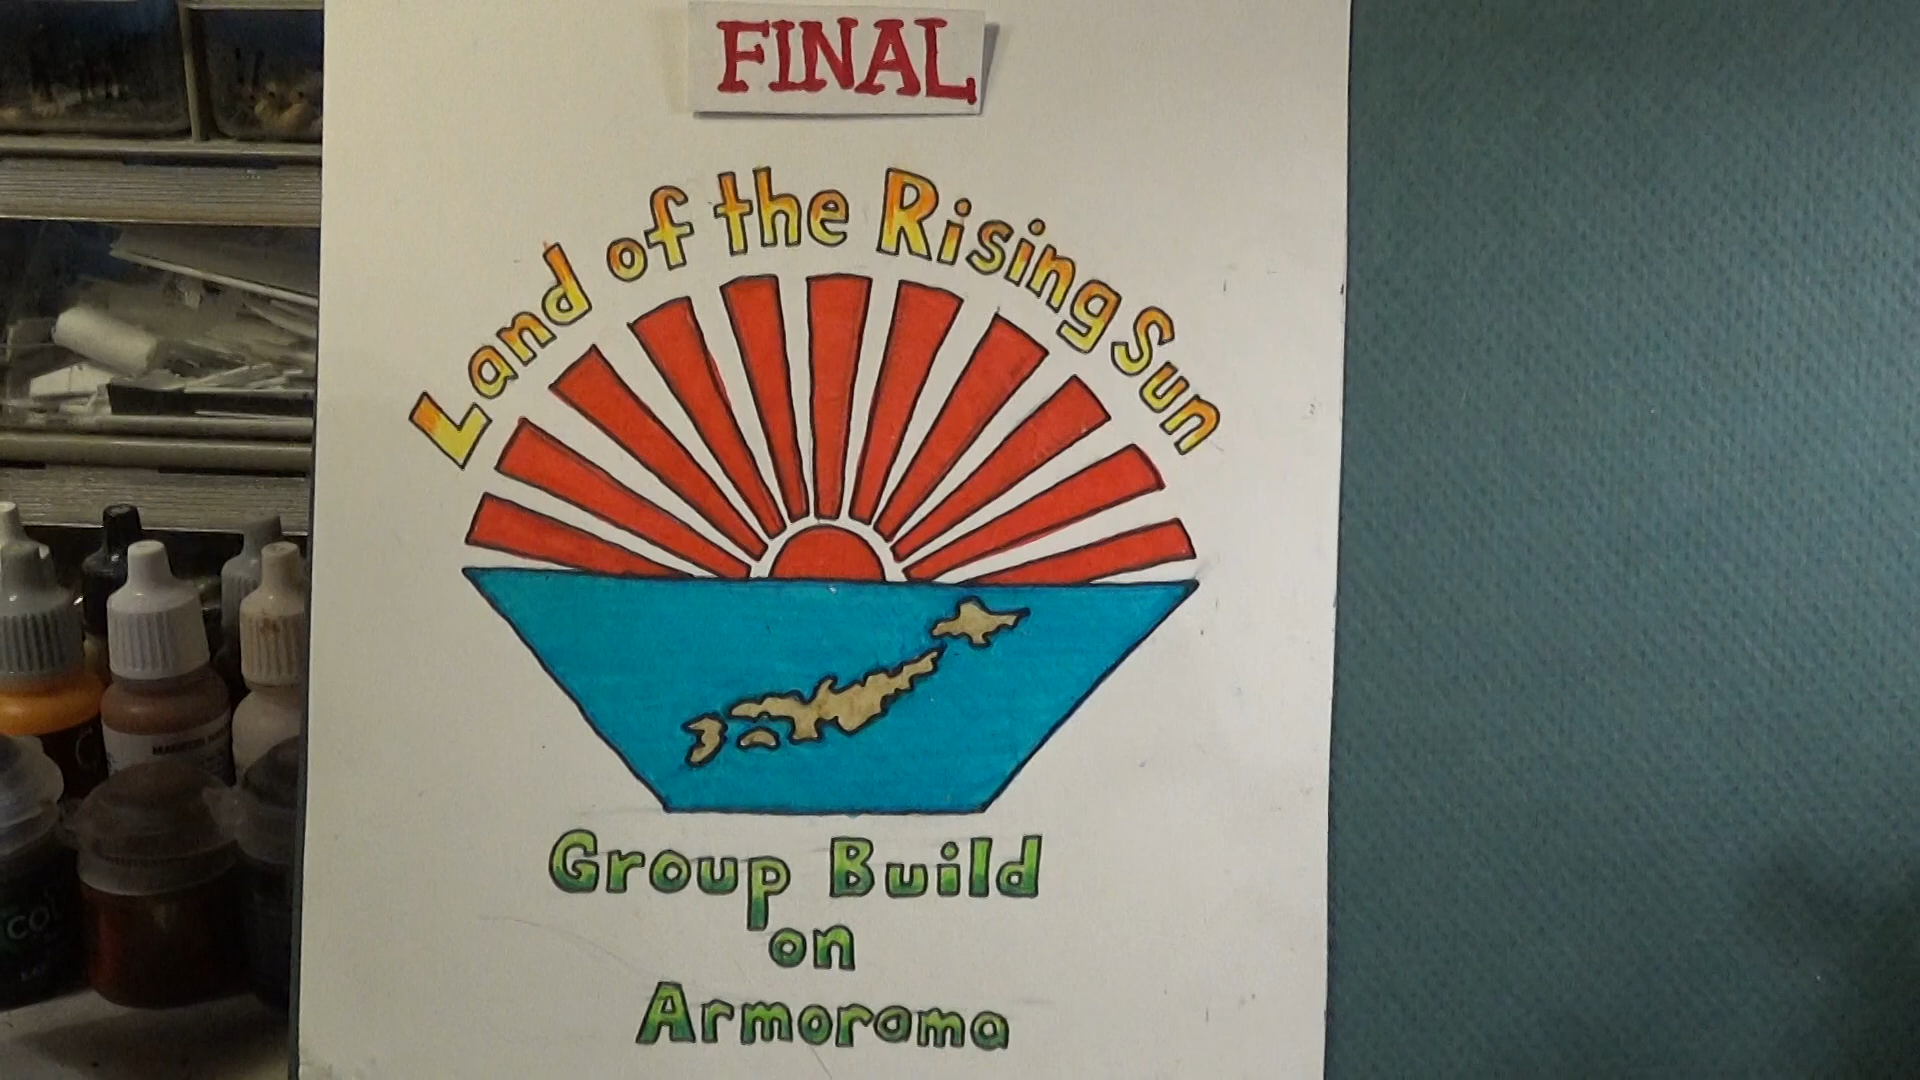 FINAL
Land of the Rising Sun
Group Build
on
Armorama